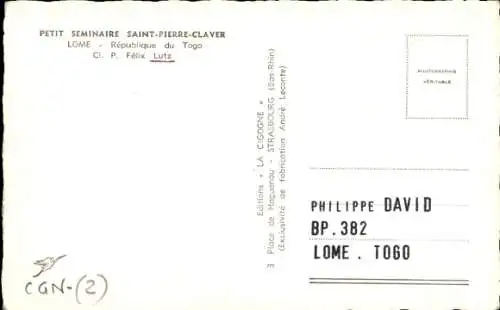 PETIT SEMINAIRE SAINT-PIERRE-CLAVER
LOME - République du Togo
Cl. P. Félix Lutz
Editions « LA CIGOGNE »
3 Place de Haguenau - STRASBOURG (Bas-Rhin)
(Exclusivité de fabrication André Leconte)
PHOTOGRAPHIE
VÉRITABLE
PHILIPPE DAVID
BP.382
LOME. TOGO
CGN-(2)